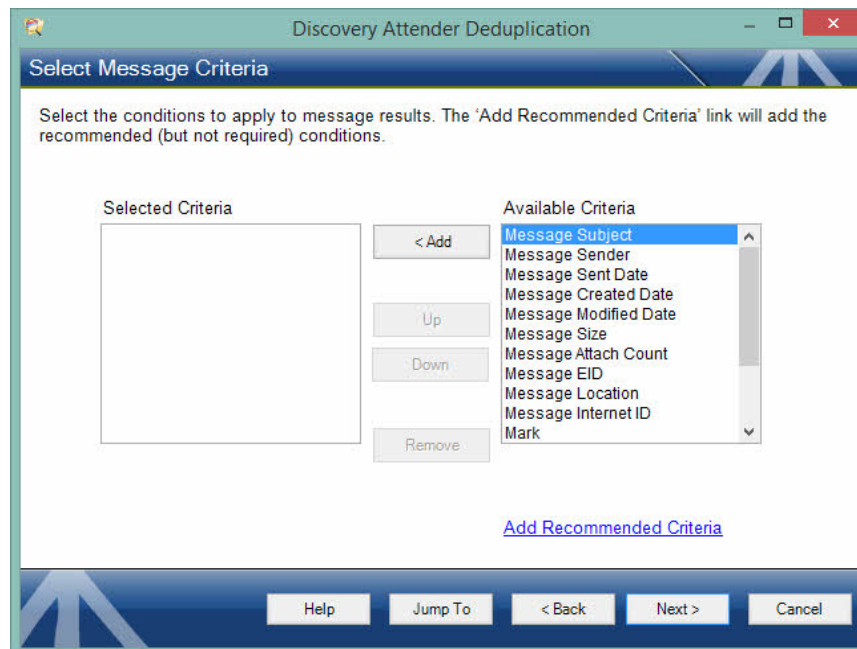 Discovery Attender Deduplication
Select Message Criteria
Select the conditions to apply to message results. The 'Add Recommended Criteria' link will add the
recommended (but not required) conditions.
Selected Criteria
Available Criteria
< Add
Up
Down
Remove
Message Subject
Message Sender
Message Sent Date
Message Created Date
Message Modified Date
Message Size
Message Attach Count
Message EID
Message Location
Message Internet ID
Mark
Add Recommended Criteria
Help
Jump To
< Back
Next >
Cancel